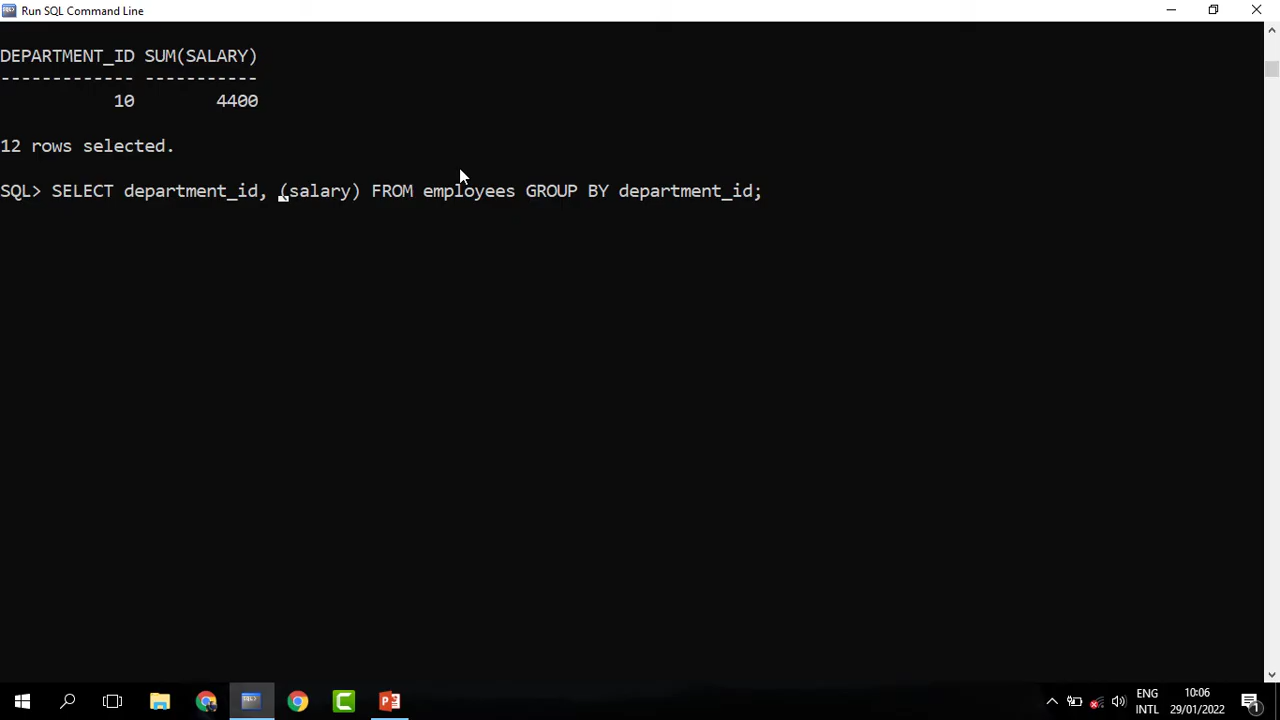 Run SQL Command Line
DEPARTMENT_ID SUM(SALARY)
------------- -----------
10 4400
12 rows selected.
SQL> SELECT department_id, (salary) FROM employees GROUP BY department_id;
ENG
INTL
10:06
29/01/2022
1